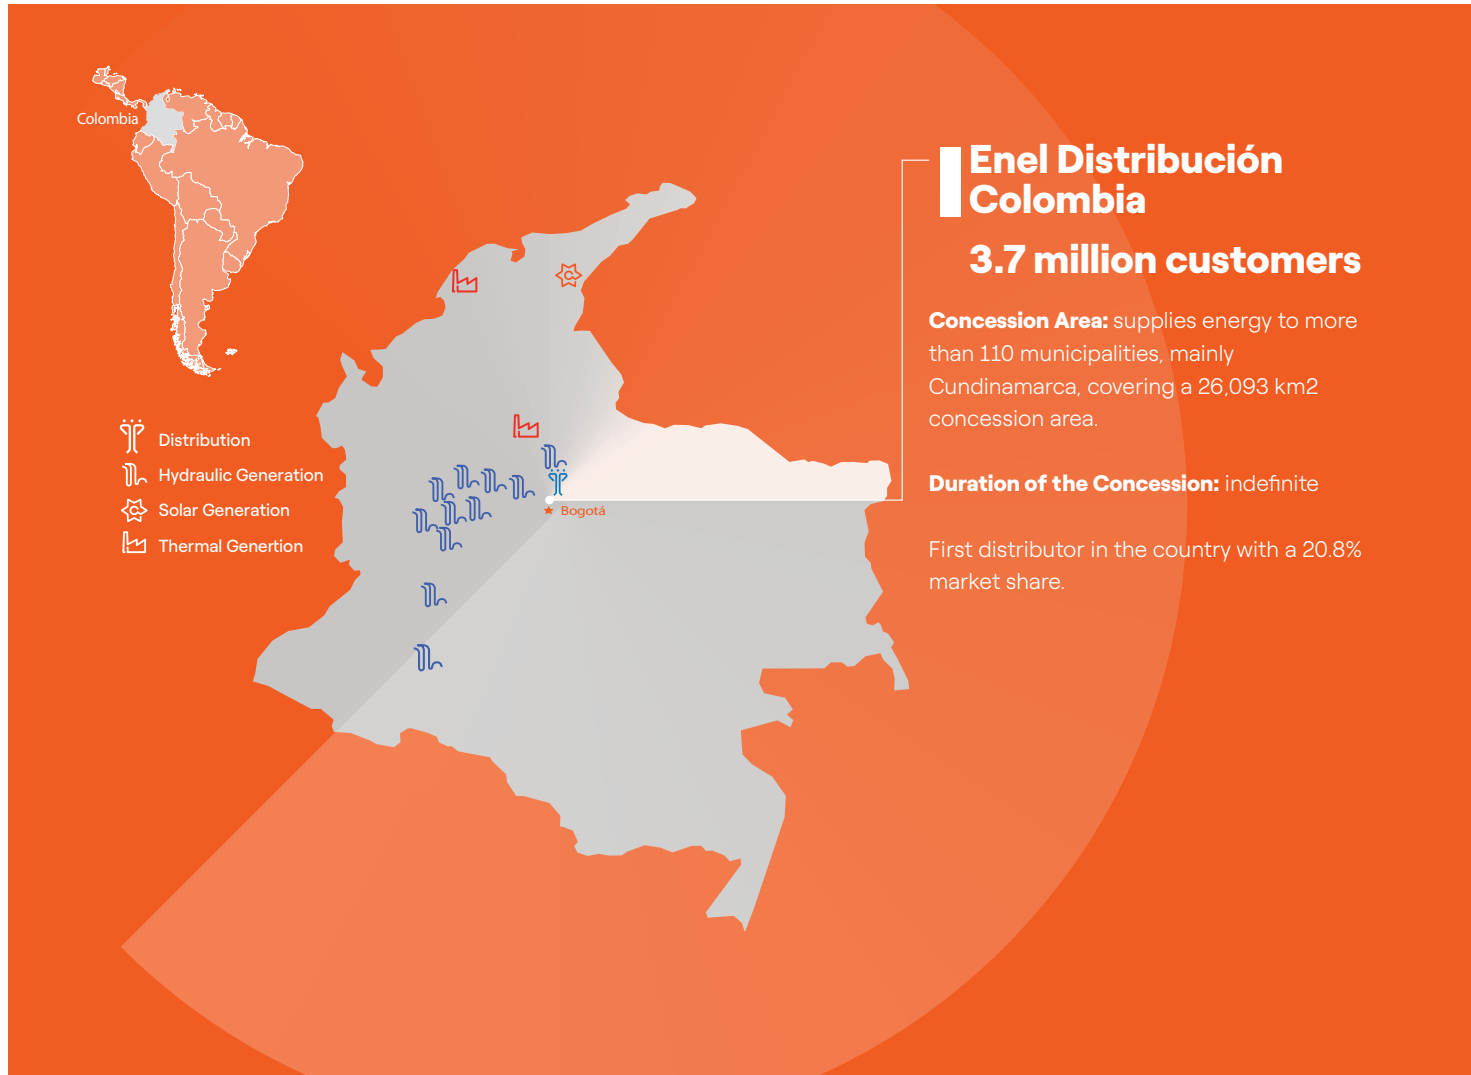 Colombia
Distribution
Hydraulic Generation
Solar Generation
Thermal Genertion
Bogotá
Enel Distribución
Colombia
3.7 million customers
Concession Area: supplies energy to more
than 110 municipalities, mainly
Cundinamarca, covering a 26,093 km2
concession area.
Duration of the Concession: indefinite
First distributor in the country with a 20.8%
market share.